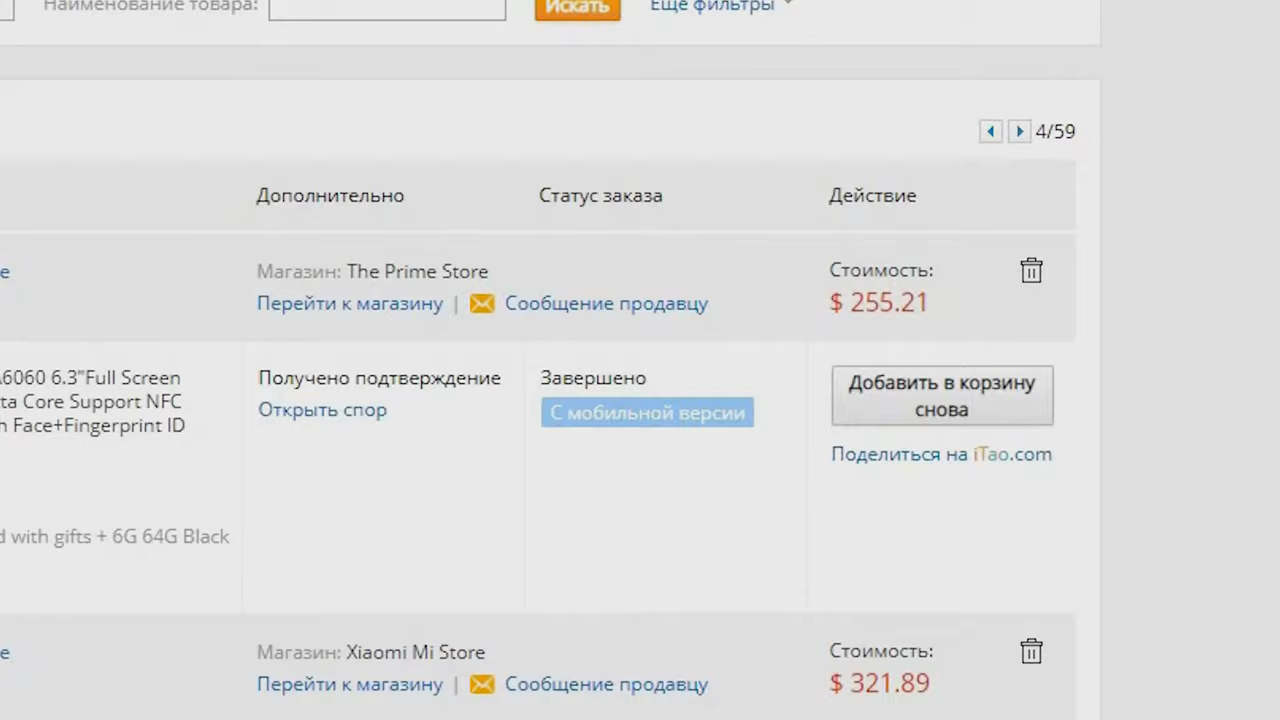 Наименование товара:
Искать
Еще фильтры
4/59
Дополнительно
Статус заказа
Действие
е
Магазин: The Prime Store
Стоимость:
Перейти к магазину |
Сообщение продавцу
$ 255.21
6060 6.3"Full Screen
ta Core Support NFC
Face+Fingerprint ID
Получено подтверждение
Открыть спор
Завершено
С мобильной версии
Добавить в корзину
снова
Поделиться на iTao.com
with gifts + 6G 64G Black
е
Магазин: Xiaomi Mi Store
Стоимость:
Перейти к магазину |
Сообщение продавцу
$ 321.89